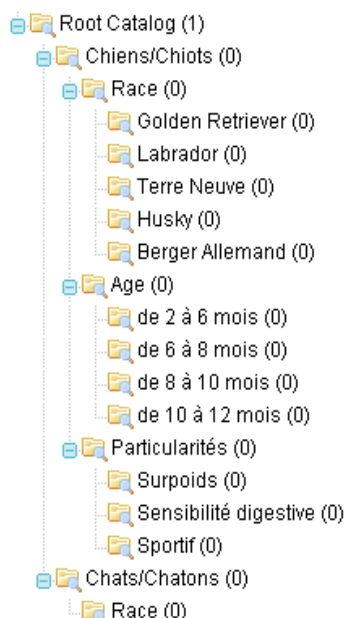 Root Catalog (1)
Chiens/Chiots (0)
Race (0)
Golden Retriever (0)
Labrador (0)
Terre Neuve (0)
Husky (0)
Berger Allemand (0)
Age (0)
de 2 à 6 mois (0)
de 6 à 8 mois (0)
de 8 à 10 mois (0)
de 10 à 12 mois (0)
Particularités (0)
Surpoids (0)
Sensibilité digestive (0)
Sportif (0)
Chats/Chatons (0)
Race (0)